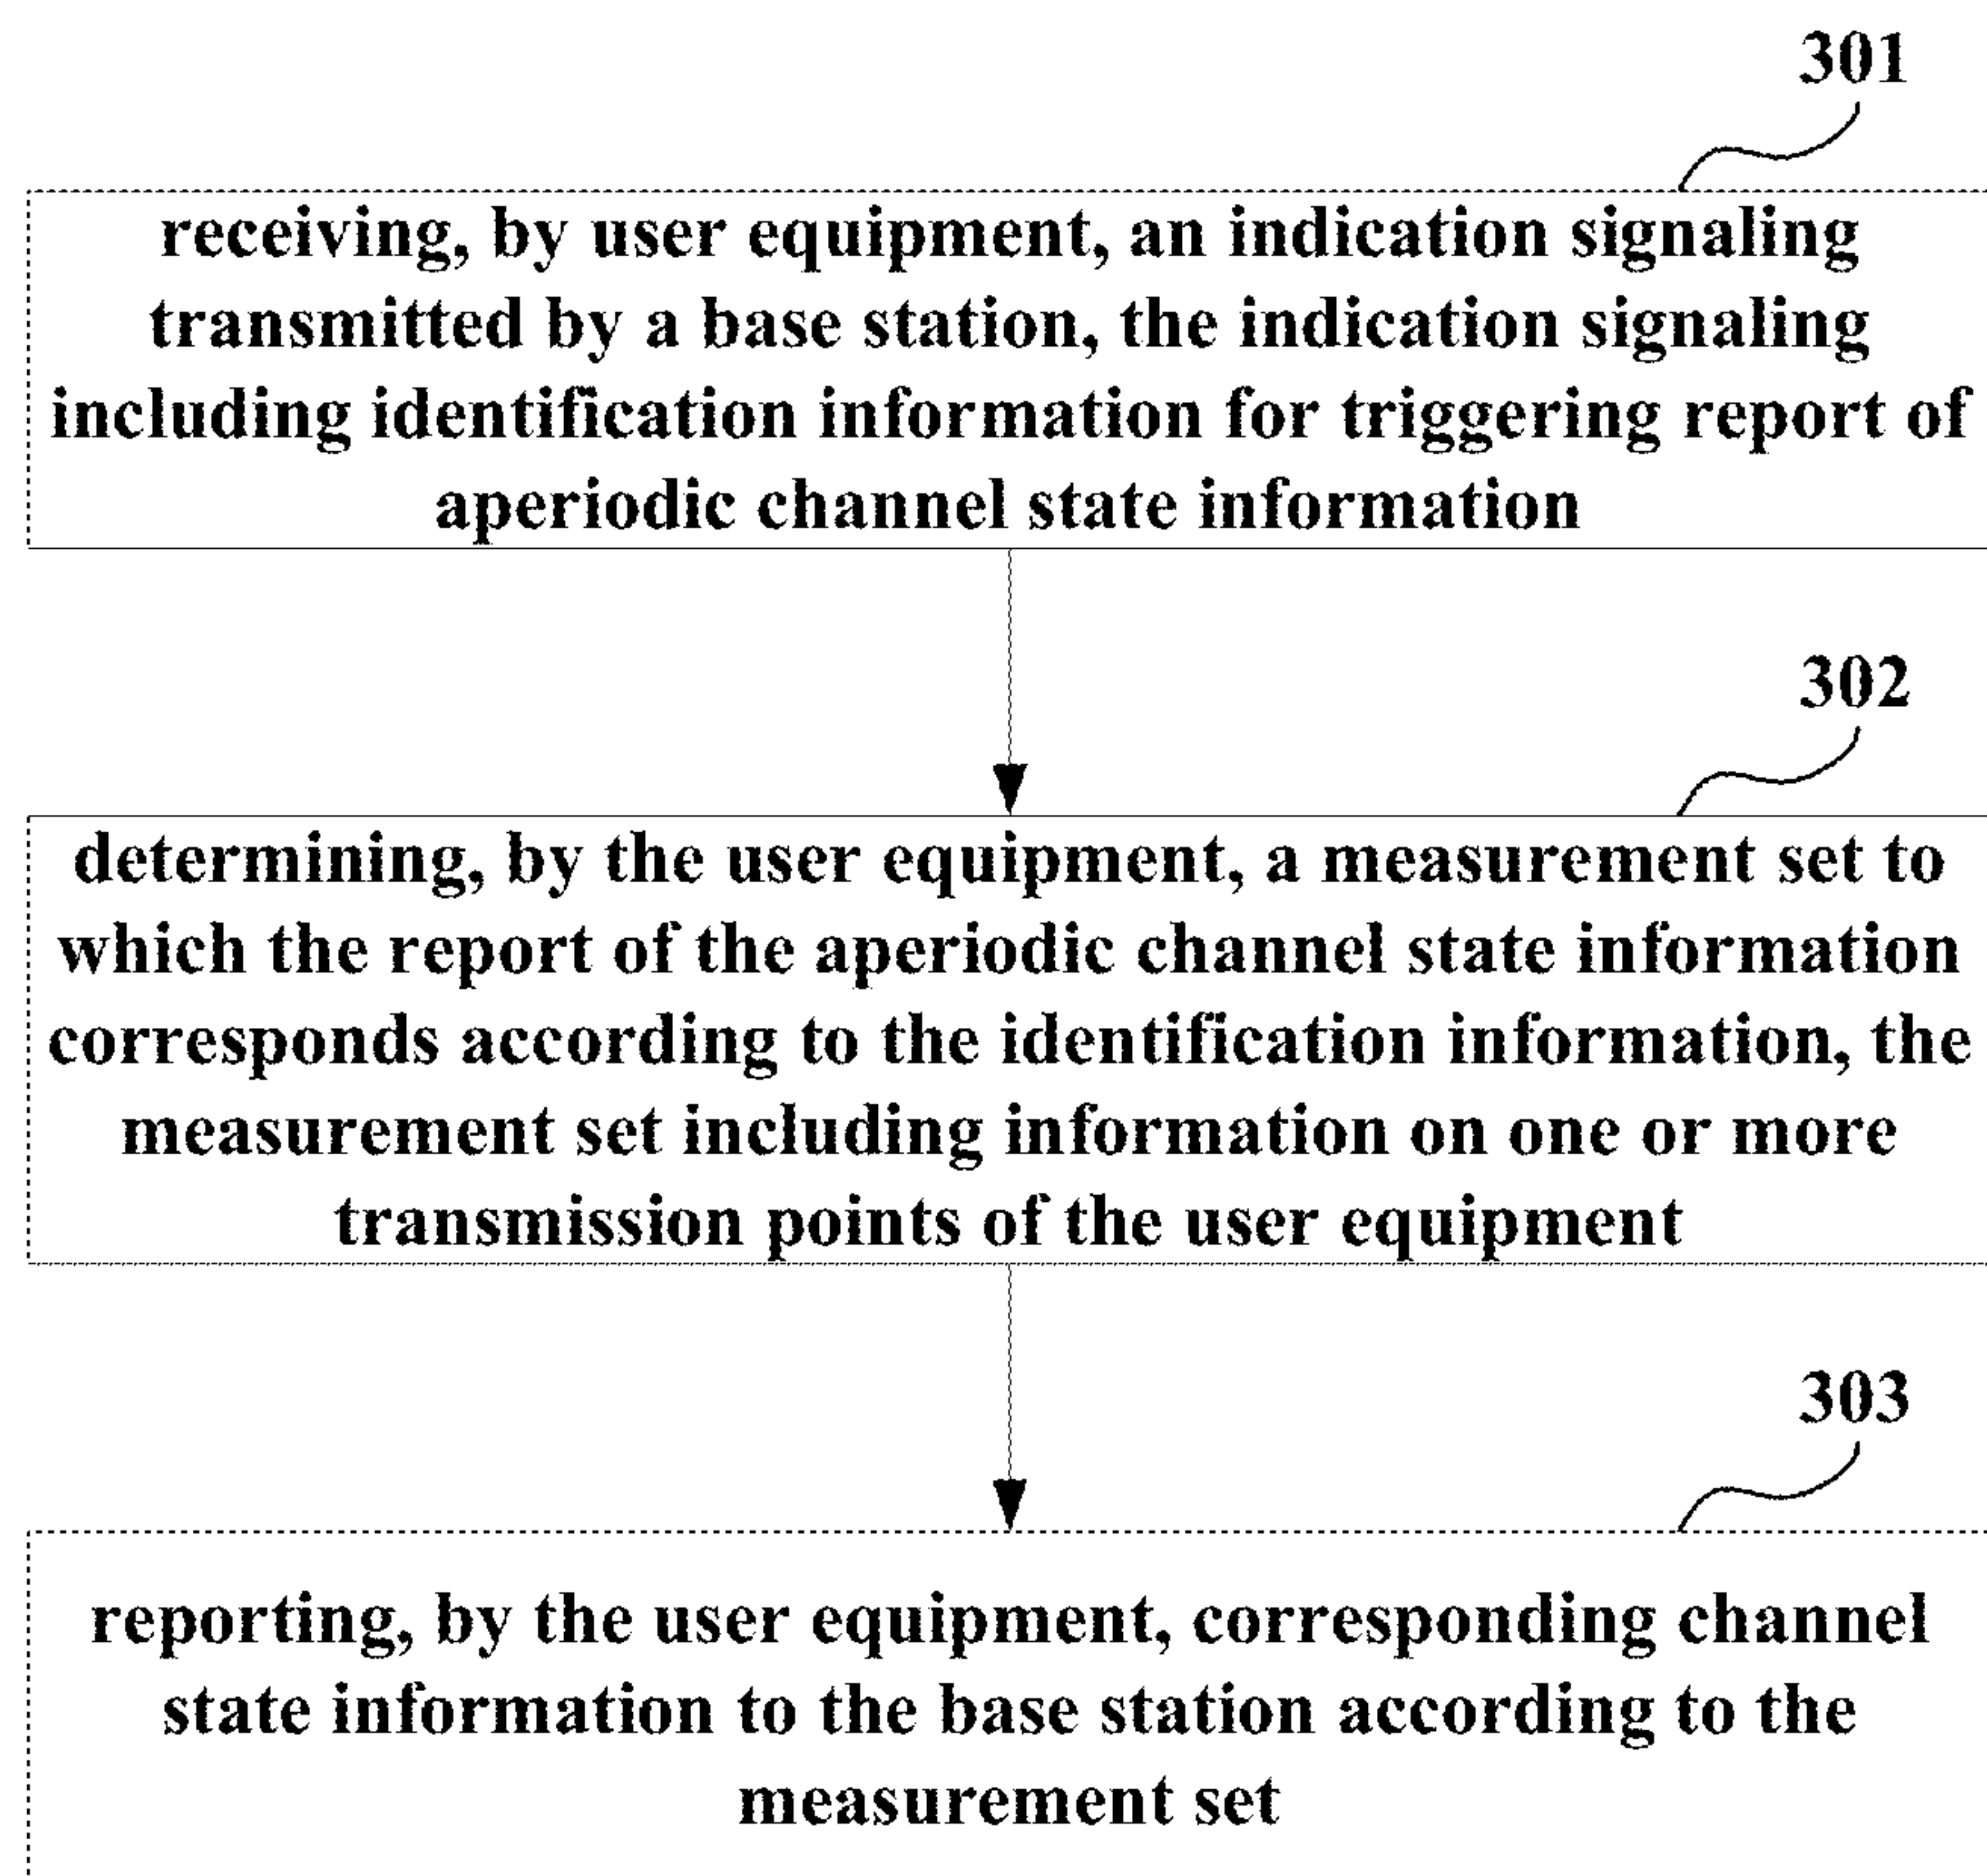 301
receiving, by user equipment, an indication signaling
transmitted by a base station, the indication signaling
including identification information for triggering report of
aperiodic channel state information
302
determining, by the user equipment, a measurement set to
which the report of the aperiodic channel state information
corresponds according to the identification information, the
measurement set including information on one or more
transmission points of the user equipment
303
reporting, by the user equipment, corresponding channel
state information to the base station according to the
measurement set